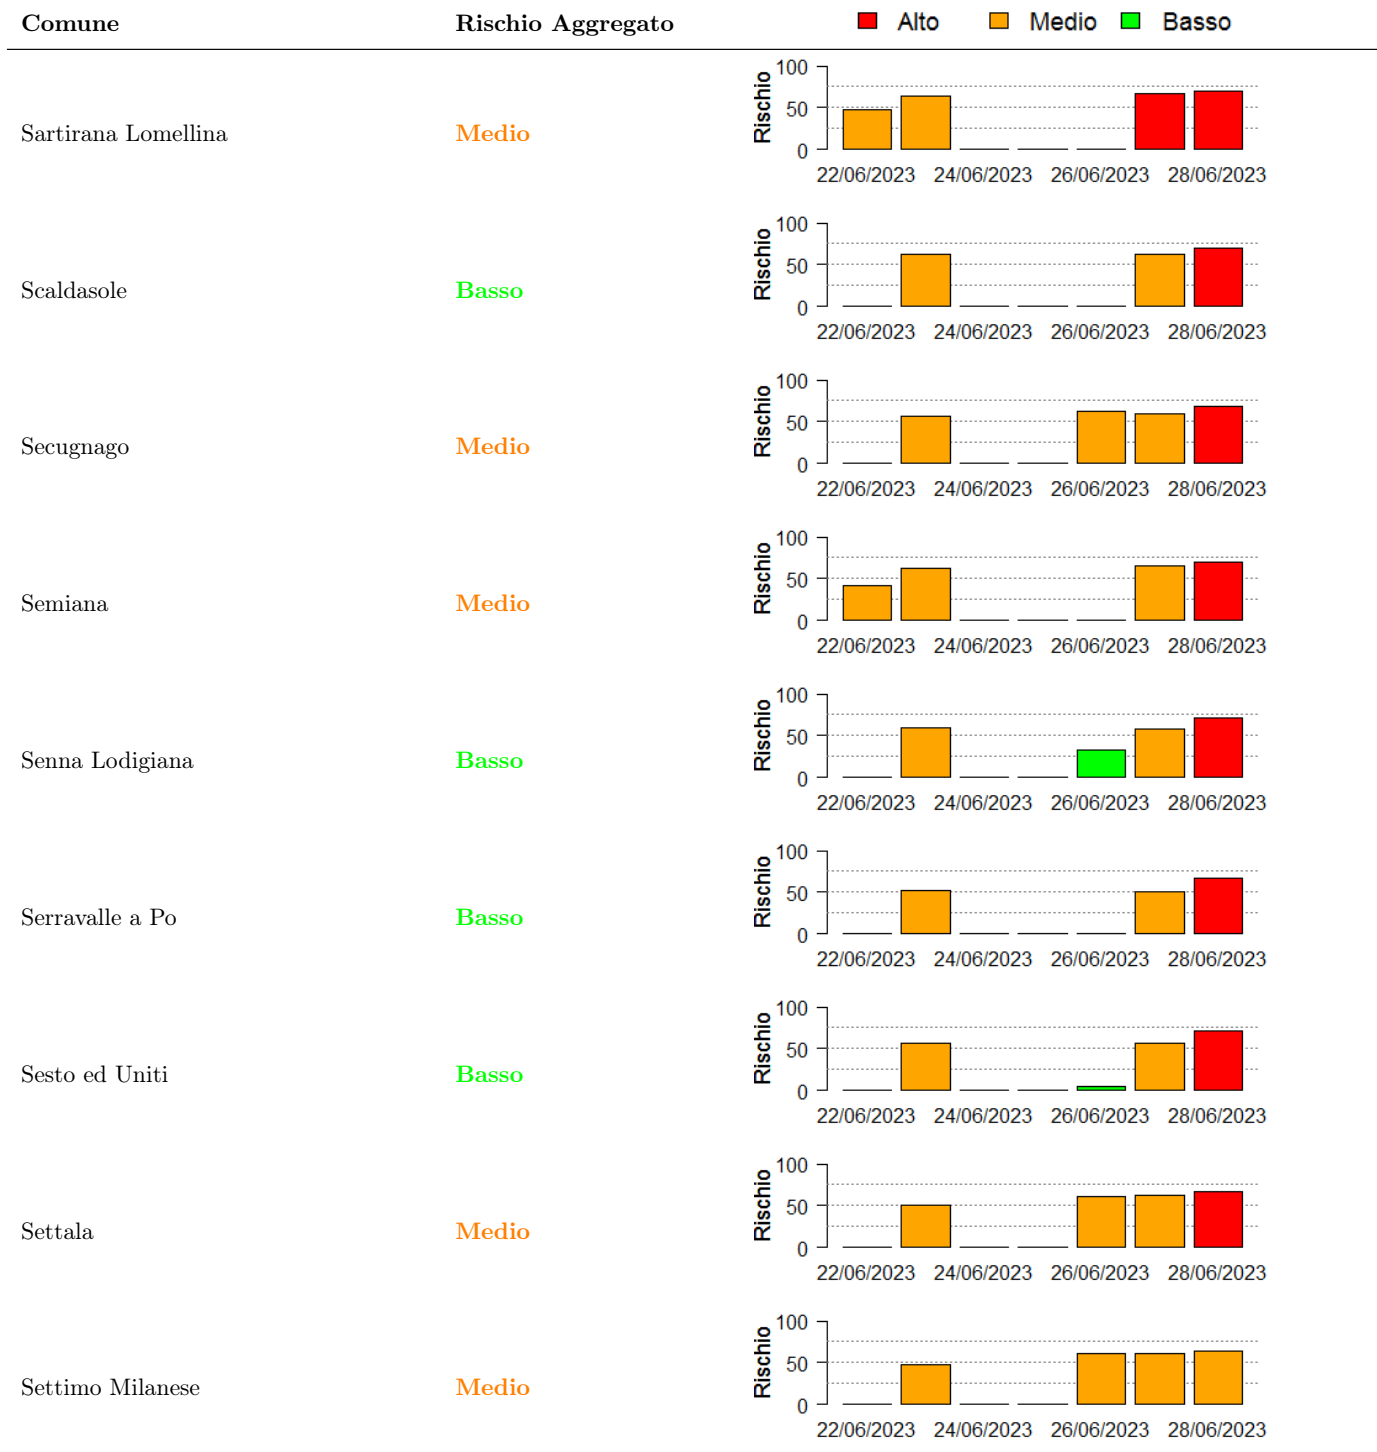 Comune Rischio Aggregato Alto Medio Basso
100
50
0
Rischio
Sartirana Lomellina Medio
22/06/2023 24/06/2023 26/06/2023 28/06/2023
100
50
0
Rischio
Scaldasole Basso
22/06/2023 24/06/2023 26/06/2023 28/06/2023
100
50
0
Rischio
Secugnago Medio
22/06/2023 24/06/2023 26/06/2023 28/06/2023
100
50
0
Rischio
Semiana Medio
22/06/2023 24/06/2023 26/06/2023 28/06/2023
100
50
0
Rischio
Senna Lodigiana Basso
22/06/2023 24/06/2023 26/06/2023 28/06/2023
100
50
0
Rischio
Serravalle a Po Basso
22/06/2023 24/06/2023 26/06/2023 28/06/2023
100
50
0
Rischio
Sesto ed Uniti Basso
22/06/2023 24/06/2023 26/06/2023 28/06/2023
100
50
0
Rischio
Settala Medio
22/06/2023 24/06/2023 26/06/2023 28/06/2023
100
50
0
Rischio
Settimo Milanese Medio
22/06/2023 24/06/2023 26/06/2023 28/06/2023